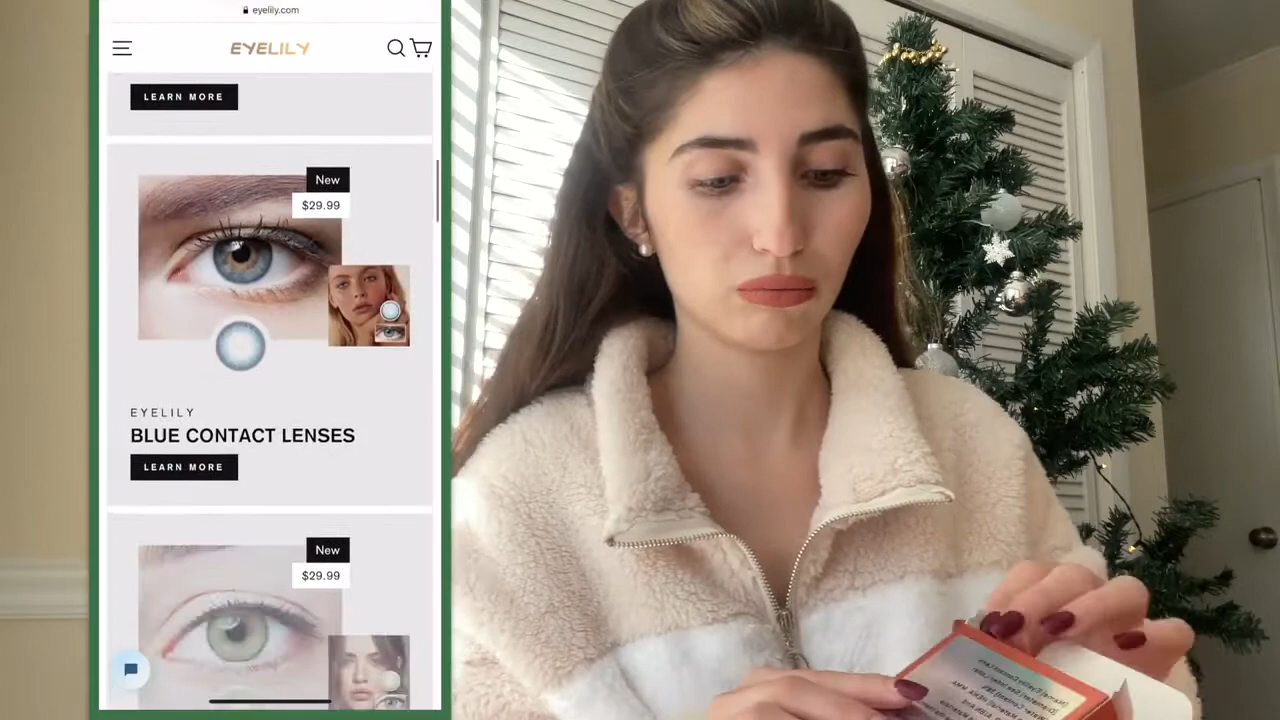 eyelily.com
EYELILY
LEARN MORE
New
$29.99
EYELILY
BLUE CONTACT LENSES
LEARN MORE
New
$29.99